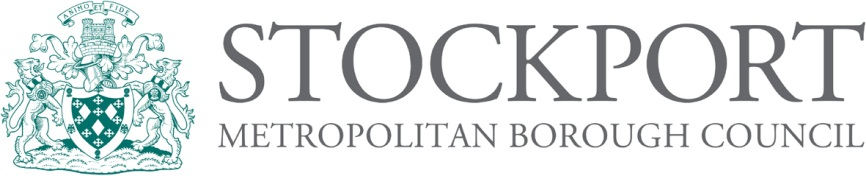 ANIMO ET FIDE
STOCKPORT
METROPOLITAN BOROUGH COUNCIL